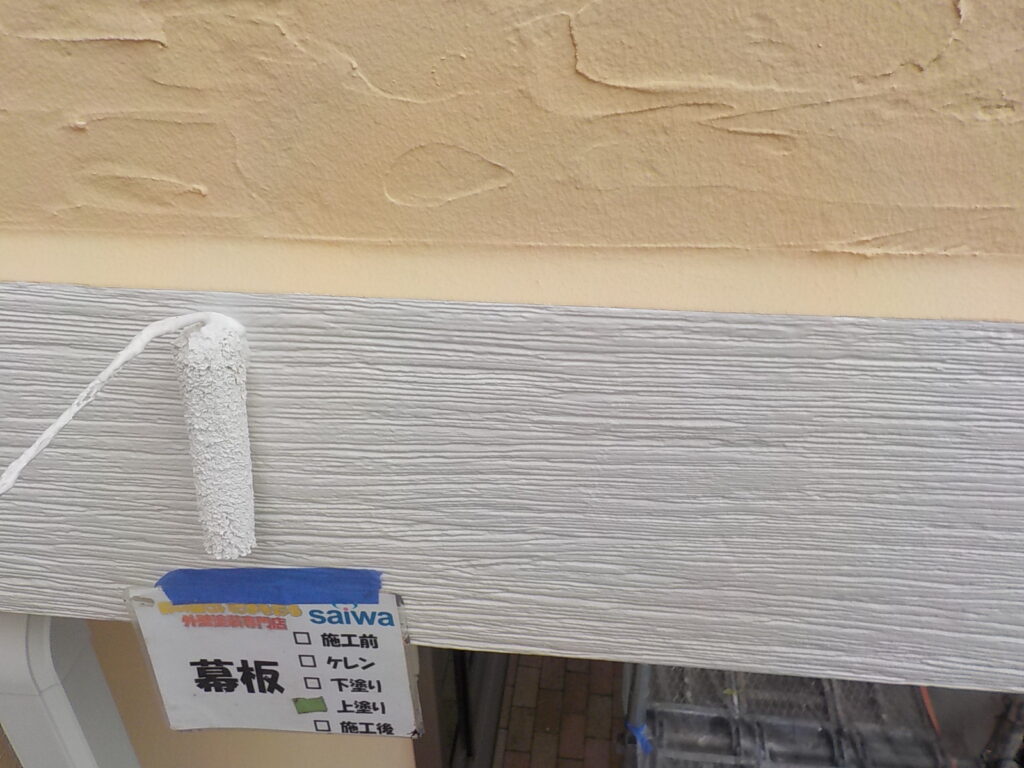 外壁塗装専門店
saiwa
幕板
□ 施工前
□ ケレン
□ 下塗り
上塗り
□ 施工後